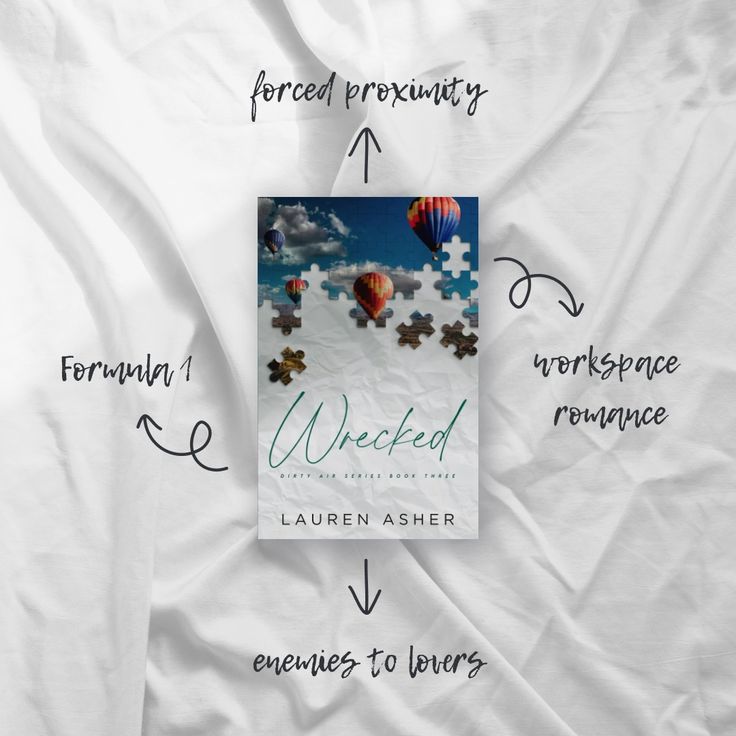 forced proximity
Formula 1
workspace
romance
Wrecked
DIRTY AIR SERIES BOOK THREE
LAUREN ASHER
enemies to lovers